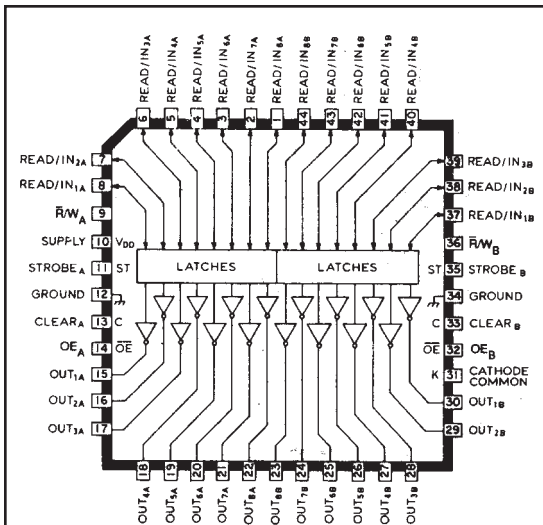 READ/IN3A
READ/IN4A
READ/IN5A
READ/IN6A
READ/IN7A
READ/IN8A
READ/IN8B
READ/IN7B
READ/IN6B
READ/IN5B
READ/IN4B
6 5 4 3 2 1 44 43 42 41 40
READ/IN2A 7
39 READ/IN3B
READ/IN1A 8
38 READ/IN2B
R̅/WA 9
37 READ/IN1B
SUPPLY 10 VDD
36 R̅/WB
STROBEA 11 ST
LATCHES
LATCHES
ST 35 STROBEB
GROUND 12
34 GROUND
CLEARA 13 C
C 33 CLEARB
OEA 14 O̅E̅
O̅E̅ 32 OEB
OUT1A 15
K 31 CATHODE
COMMON
OUT2A 16
30 OUT1B
OUT3A 17
29 OUT2B
18 19 20 21 22 23 24 25 26 27 28
OUT4A
OUT5A
OUT6A
OUT7A
OUT8A
OUT8B
OUT7B
OUT6B
OUT5B
OUT4B
OUT3B